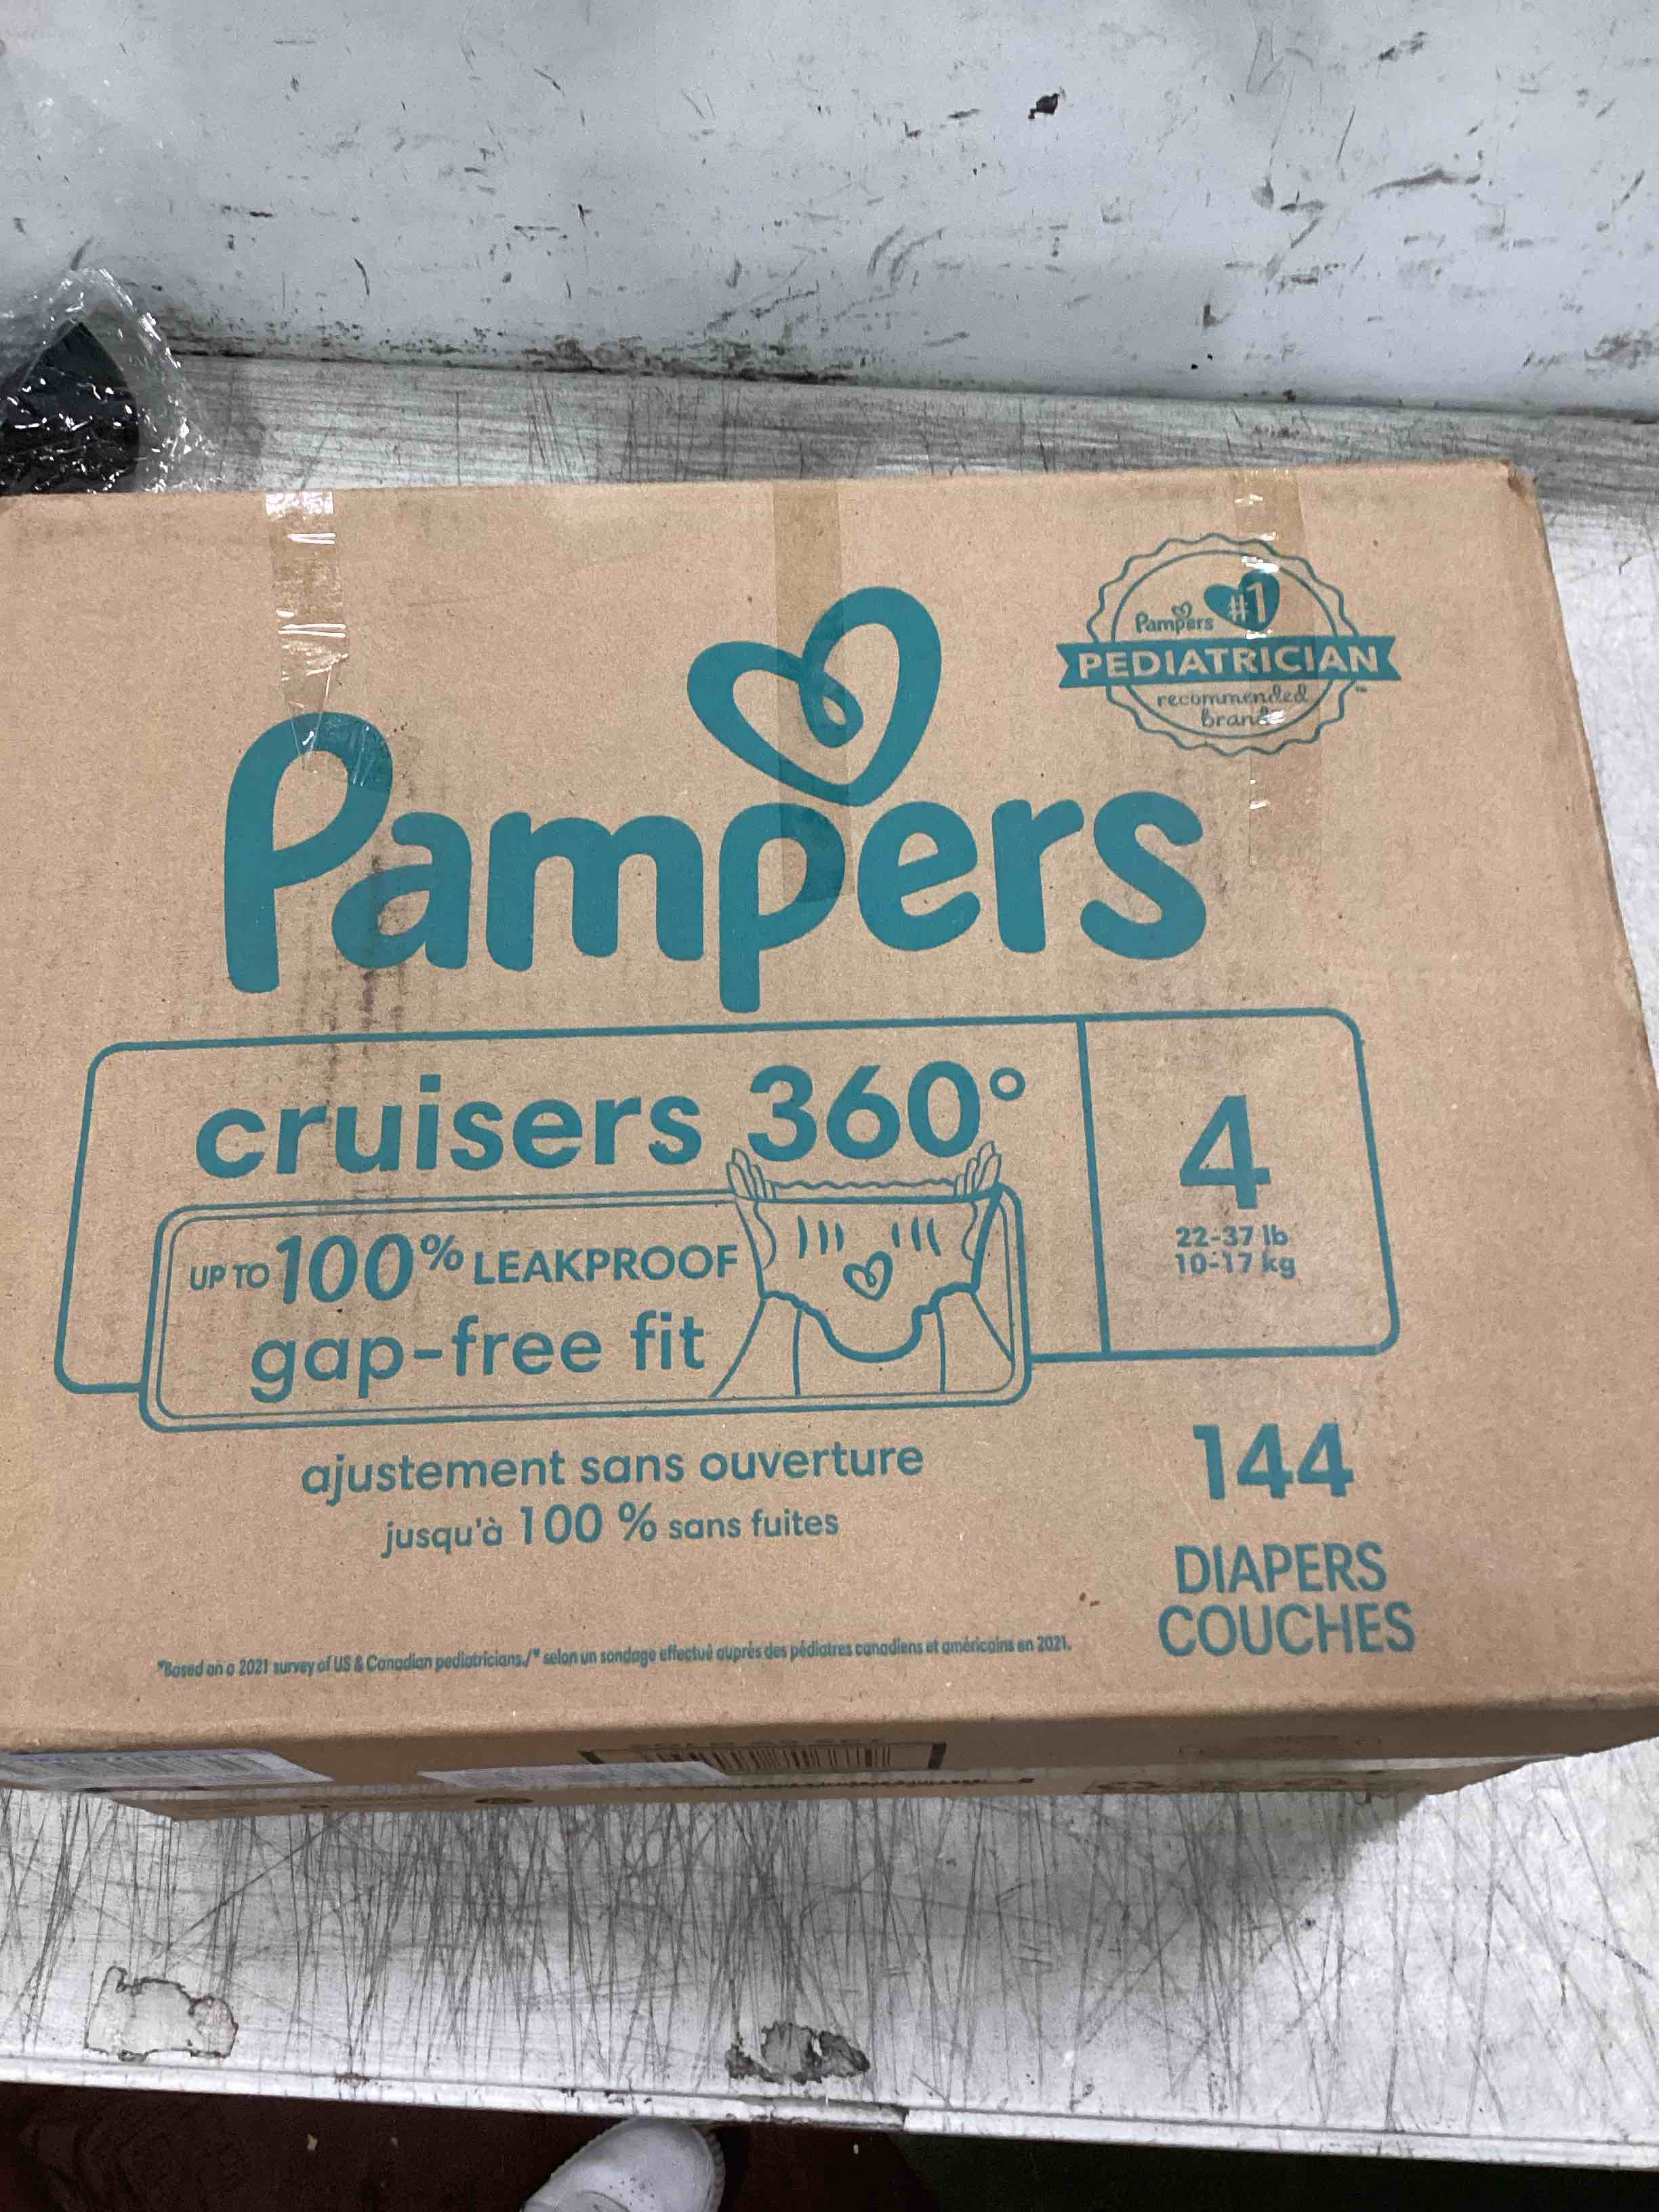 Pampers #1
PEDIATRICIAN
recommended
brand*
Pampers
cruisers 360°
4
22-37 lb
10-17 kg
UP TO 100% LEAKPROOF
gap-free fit
ajustement sans ouverture
jusqu'à 100 % sans fuites
144
DIAPERS
COUCHES
*Based on a 2021 survey of US & Canadian pediatricians./* selon un sondage effectué auprès des pédiatres canadiens et américains en 2021.